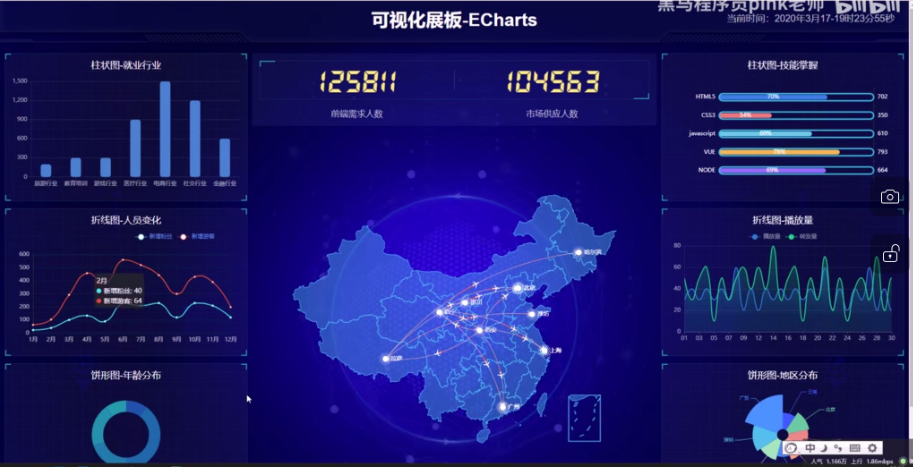 黑马程序员pink老师 bilibili
可视化展板-ECharts
当前时间：2020年3月17-19时23分55秒
柱状图-就业行业
1,500
1,200
900
600
300
0
旅游行业 教育培训 游戏行业 医疗行业 电商行业 社交行业 金融行业
125811
104563
前端需求人数
市场供应人数
柱状图-技能掌握
HTML5 70% 702
CSS3 34% 350
javascript 60% 610
VUE 78% 793
NODE 69% 664
折线图-人员变化
新增粉丝 新增游客
600
500
400
300
200
100
0
2月
新增粉丝: 40
新增游客: 64
1月 2月 3月 4月 5月 6月 7月 8月 9月 10月 11月 12月
哈尔滨
银川
西安
潍坊
上海
拉萨
广州
折线图-播放量
播放量 转发量
80
60
40
20
0
01 03 05 07 09 11 13 15 17 19 21 23 25 26 28 30
饼形图-年龄分布
饼形图-地区分布
云南
北京
广东
深圳
中
人气 1.166万 上行 1.86mbps